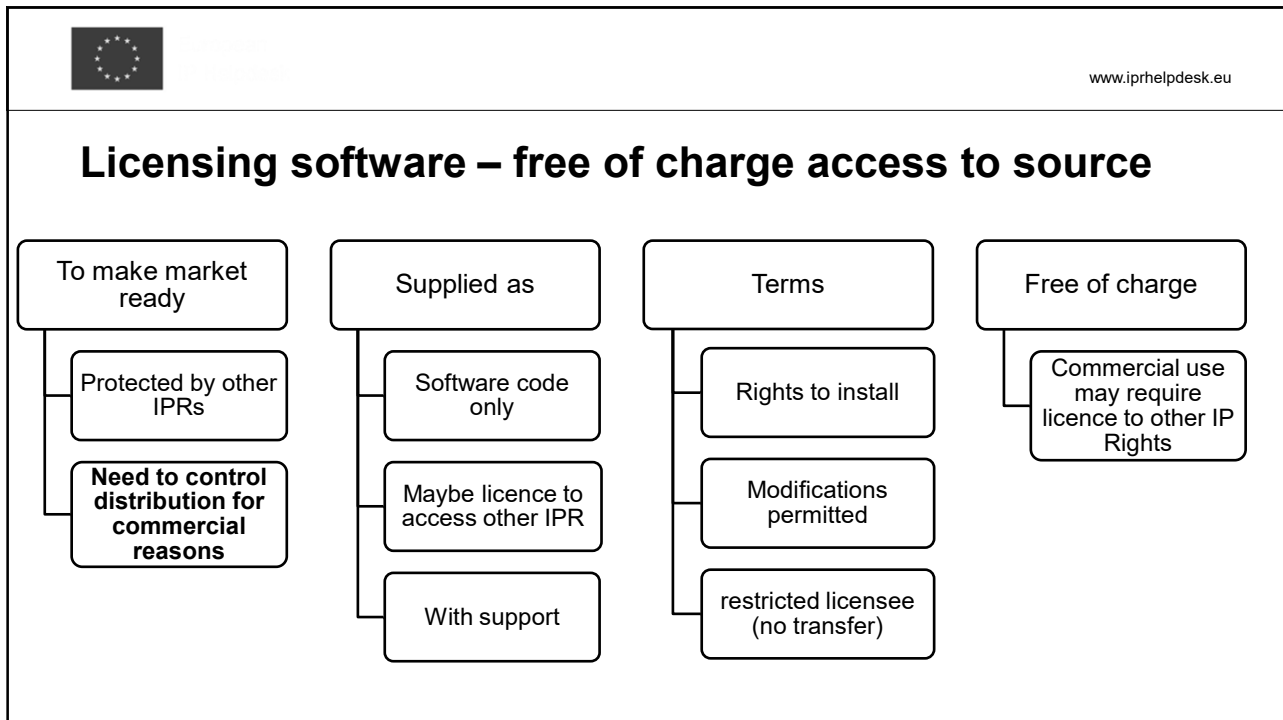 www.iprhelpdesk.eu
Licensing software – free of charge access to source
To make market
ready
Protected by other
IPRs
Need to control
distribution for
commercial
reasons
Supplied as
Software code
only
Maybe licence to
access other IPR
With support
Terms
Rights to install
Modifications
permitted
restricted licensee
(no transfer)
Free of charge
Commercial use
may require
licence to other IP
Rights